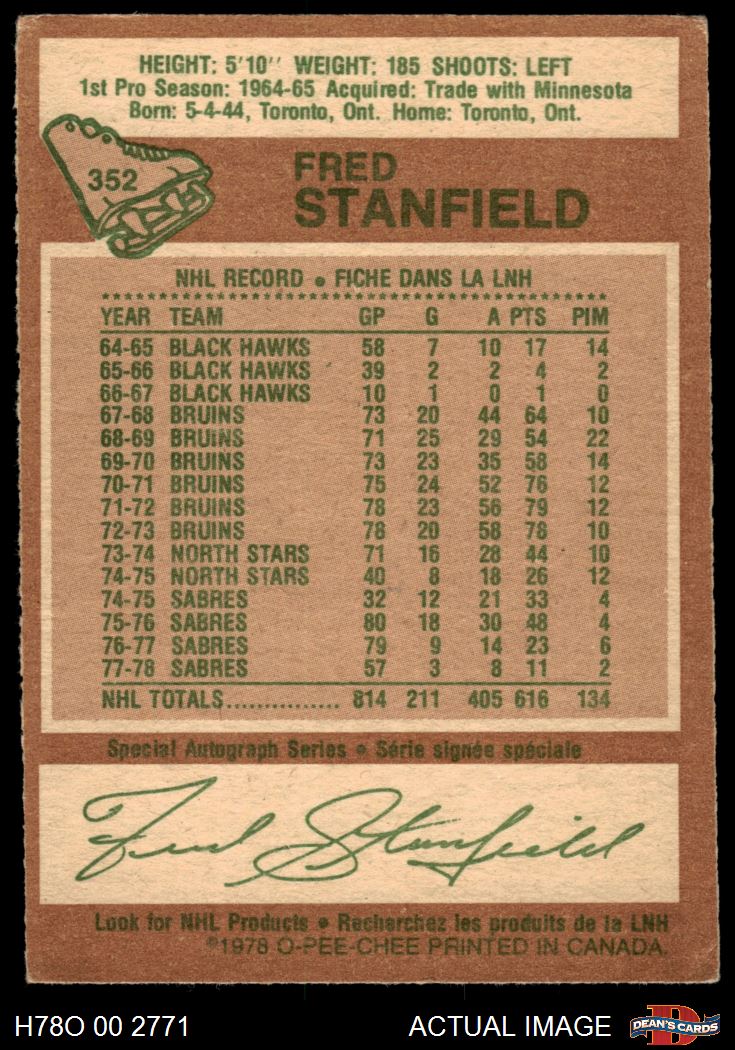 HEIGHT: 5'10'' WEIGHT: 185 SHOOTS: LEFT
1st Pro Season: 1964-65 Acquired: Trade with Minnesota
Born: 5-4-44, Toronto, Ont. Home: Toronto, Ont.
352
FRED
STANFIELD
NHL RECORD • FICHE DANS LA LNH
YEAR TEAM GP G A PTS PIM
64-65 BLACK HAWKS 58 7 10 17 14
65-66 BLACK HAWKS 39 2 2 4 2
66-67 BLACK HAWKS 10 1 0 1 0
67-68 BRUINS 73 20 44 64 10
68-69 BRUINS 71 25 29 54 22
69-70 BRUINS 73 23 35 58 14
70-71 BRUINS 75 24 52 76 12
71-72 BRUINS 78 23 56 79 12
72-73 BRUINS 78 20 58 78 10
73-74 NORTH STARS 71 16 28 44 10
74-75 NORTH STARS 40 8 18 26 12
74-75 SABRES 32 12 21 33 4
75-76 SABRES 80 18 30 48 4
76-77 SABRES 79 9 14 23 6
77-78 SABRES 57 3 8 11 2
NHL TOTALS............... 814 211 405 616 134
Special Autograph Series • Série signée spéciale
Fred Stanfield
Look for NHL Products • Recherchez les produits de la LNH
©1978 O-PEE-CHEE PRINTED IN CANADA.
H78O 00 2771 ACTUAL IMAGE
D
DEAN'S CARDS